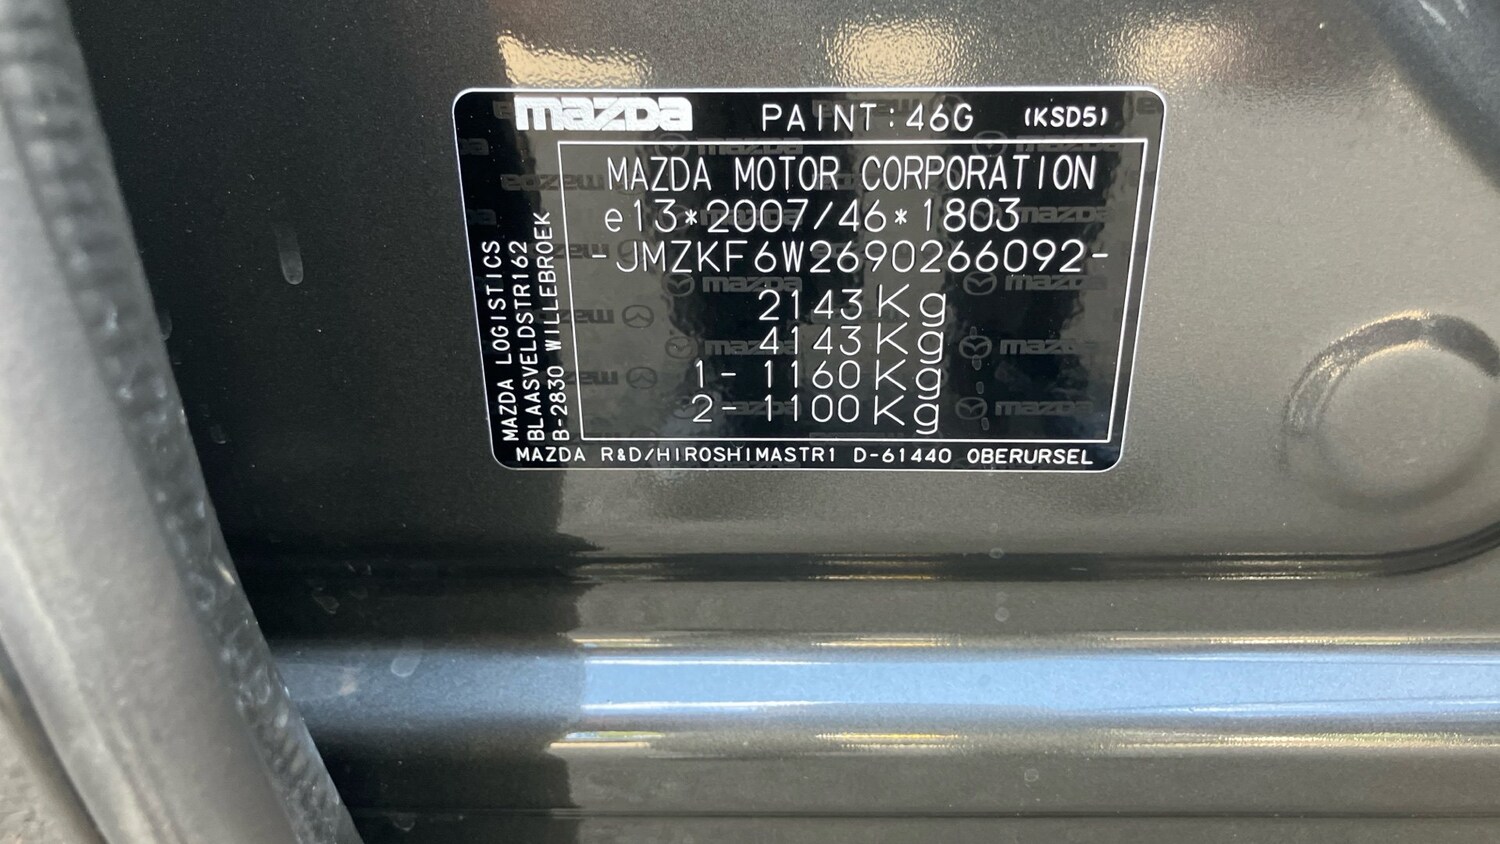 mazda PAINT:46G (KSD5)
MAZDA MOTOR CORPORATION
e13*2007/46*1803
-JMZKF6W2690266092-
2143Kg
4143Kg
1-1160Kg
2-1100Kg
MAZDA LOGISTICS
BLAASVELDSTR162
B-2830 WILLEBROEK
MAZDA R&D/HIROSHIMASTR1 D-61440 OBERURSEL